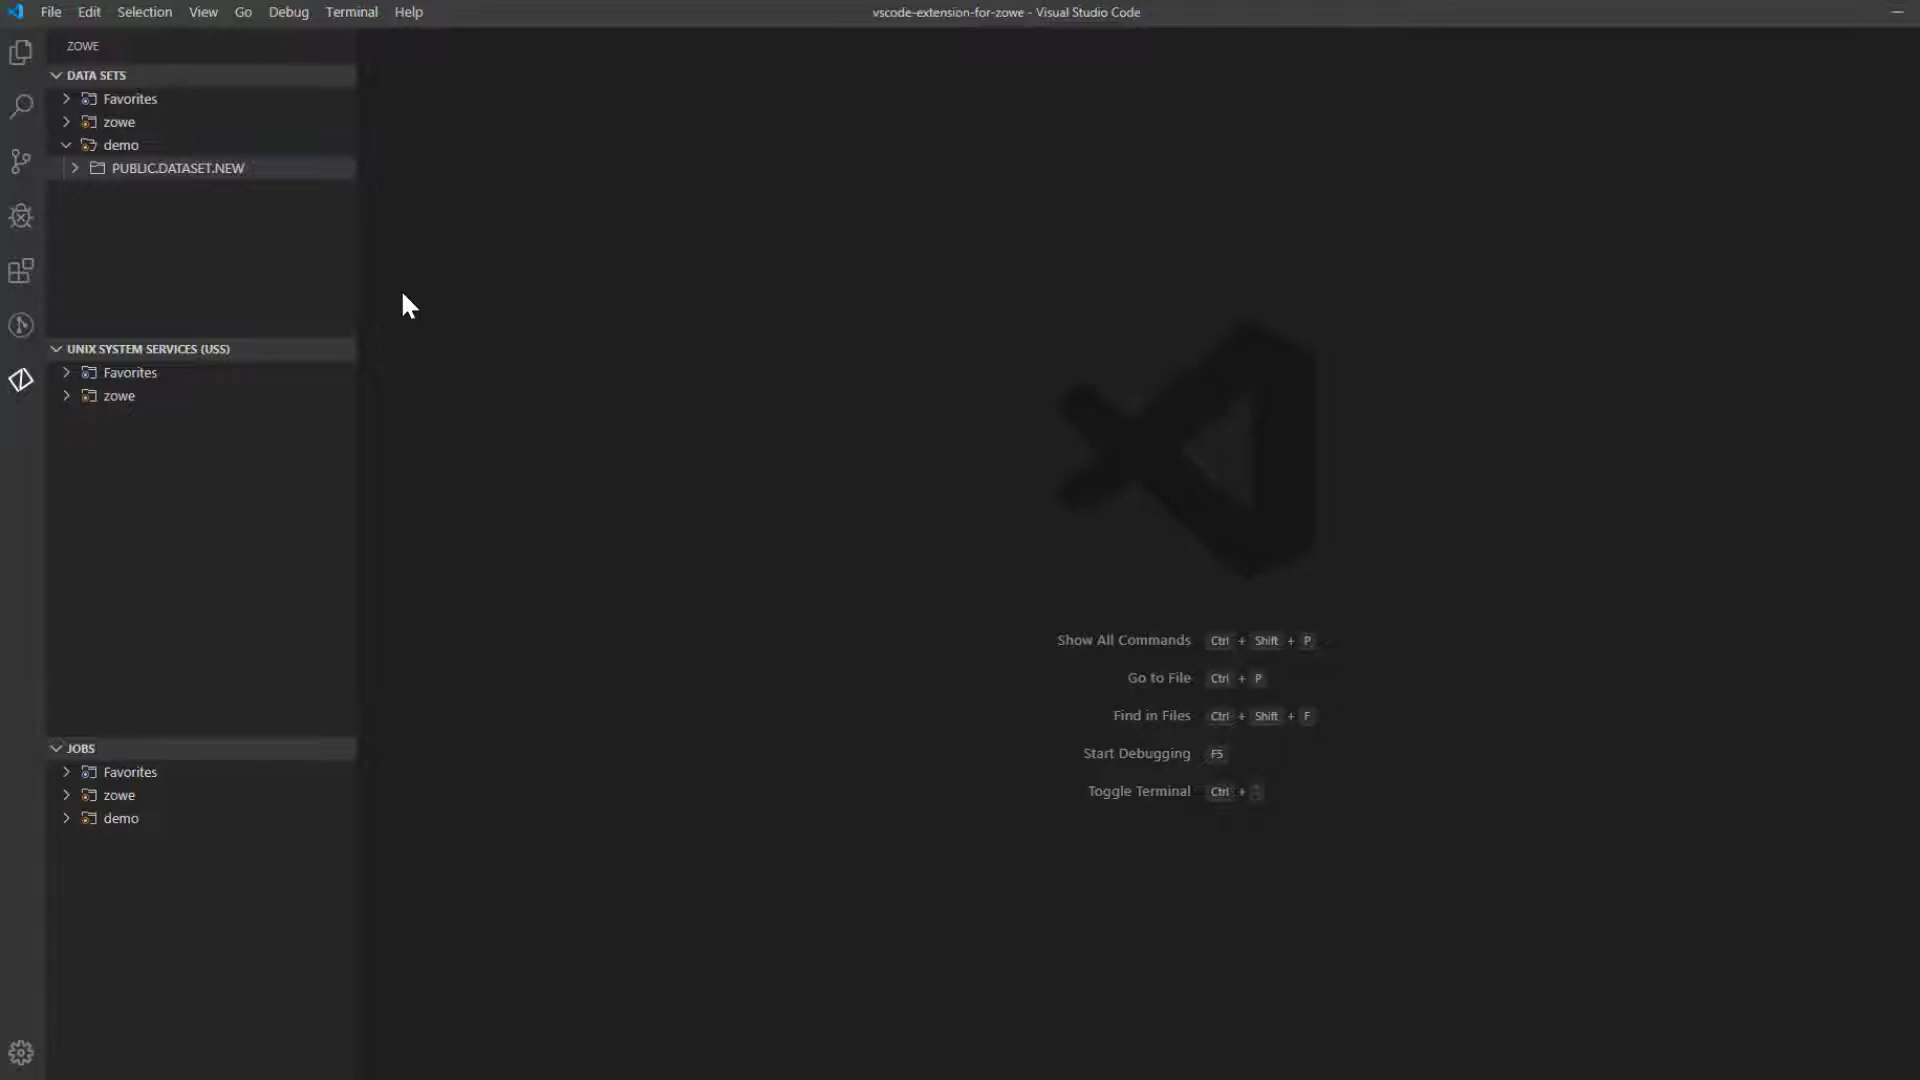 File Edit Selection View Go Debug Terminal Help
vscode-extension-for-zowe - Visual Studio Code
ZOWE
DATA SETS
Favorites
zowe
demo
PUBLIC.DATASET.NEW
UNIX SYSTEM SERVICES (USS)
Favorites
zowe
JOBS
Favorites
zowe
demo
Show All Commands Ctrl + Shift + P
Go to File Ctrl + P
Find in Files Ctrl + Shift + F
Start Debugging F5
Toggle Terminal Ctrl +